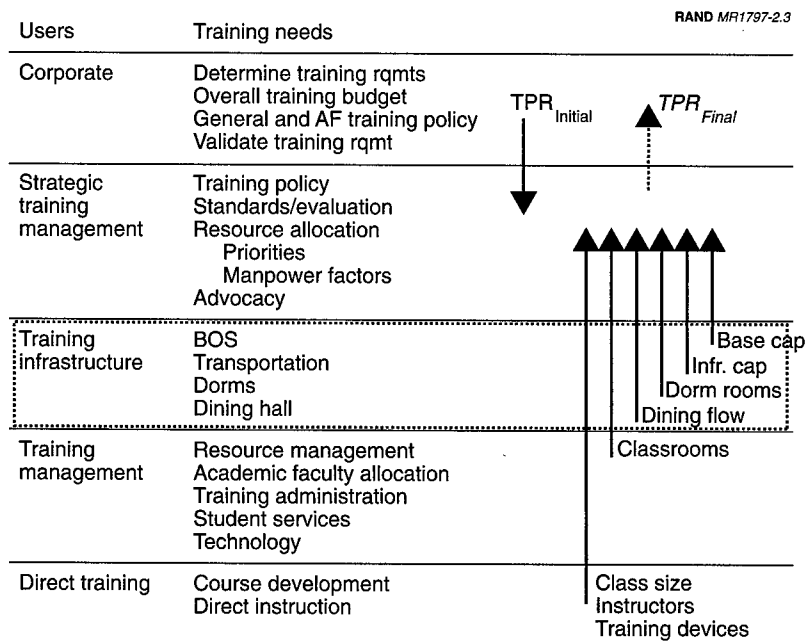 RAND MR1797-2.3
Users Training needs
Corporate Determine training rqmts
Overall training budget
General and AF training policy
Validate training rqmt
TPR Initial
TPR Final
Strategic training management
Training policy
Standards/evaluation
Resource allocation
Priorities
Manpower factors
Advocacy
Training infrastructure
BOS
Transportation
Dorms
Dining hall
Base cap
Infr. cap
Dorm rooms
Dining flow
Training management
Resource management
Academic faculty allocation
Training administration
Student services
Technology
Classrooms
Direct training
Course development
Direct instruction
Class size
Instructors
Training devices